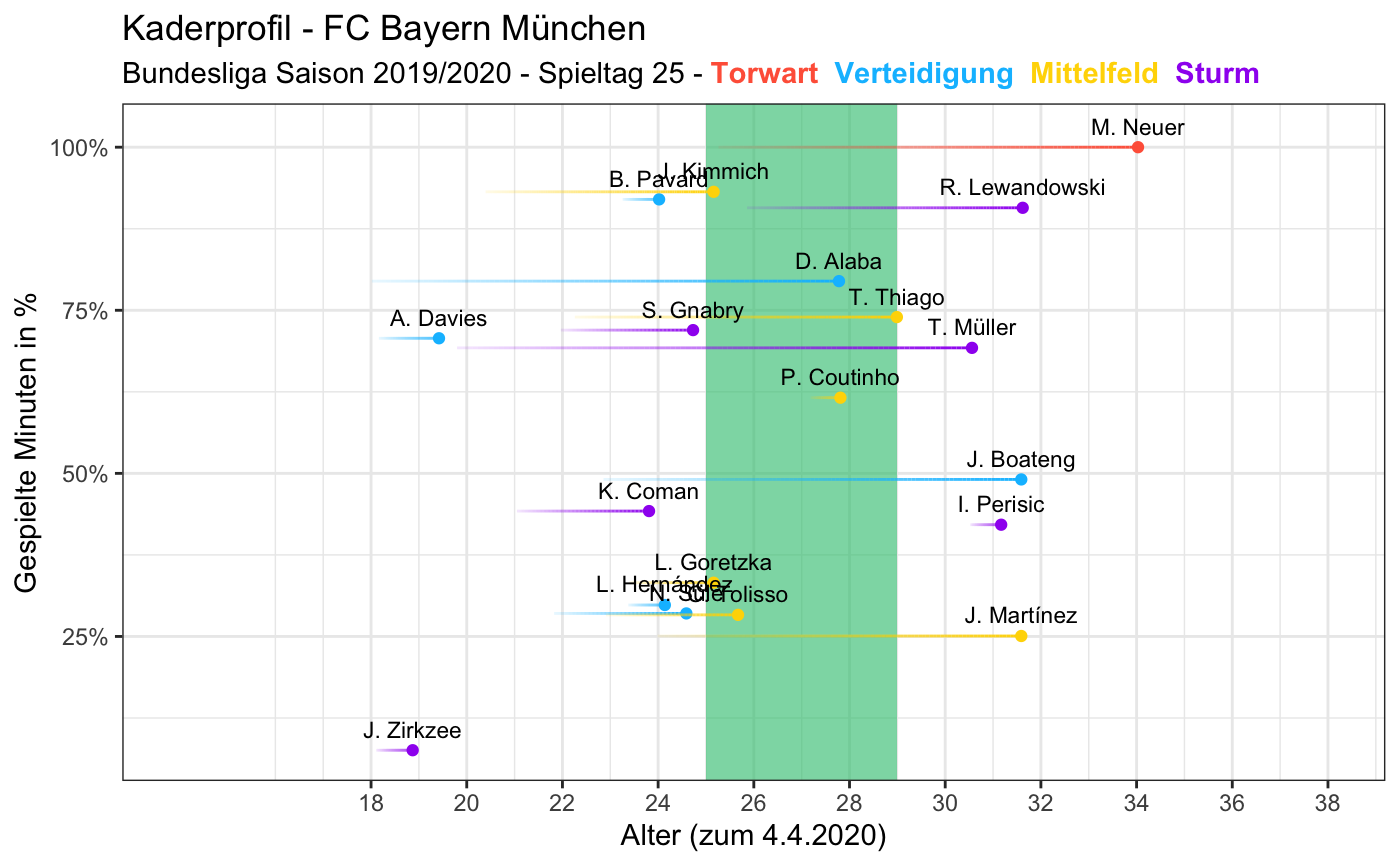 Kaderprofil - FC Bayern München
Bundesliga Saison 2019/2020 - Spieltag 25 - Torwart Verteidigung Mittelfeld Sturm
Gespielte Minuten in %
100%
75%
50%
25%
M. Neuer
J. Kimmich
B. Pavard
R. Lewandowski
D. Alaba
T. Thiago
S. Gnabry
A. Davies
T. Müller
P. Coutinho
J. Boateng
K. Coman
I. Perisic
L. Goretzka
L. Hernández
N. Süle
C. Tolisso
J. Martínez
J. Zirkzee
18 20 22 24 26 28 30 32 34 36 38
Alter (zum 4.4.2020)